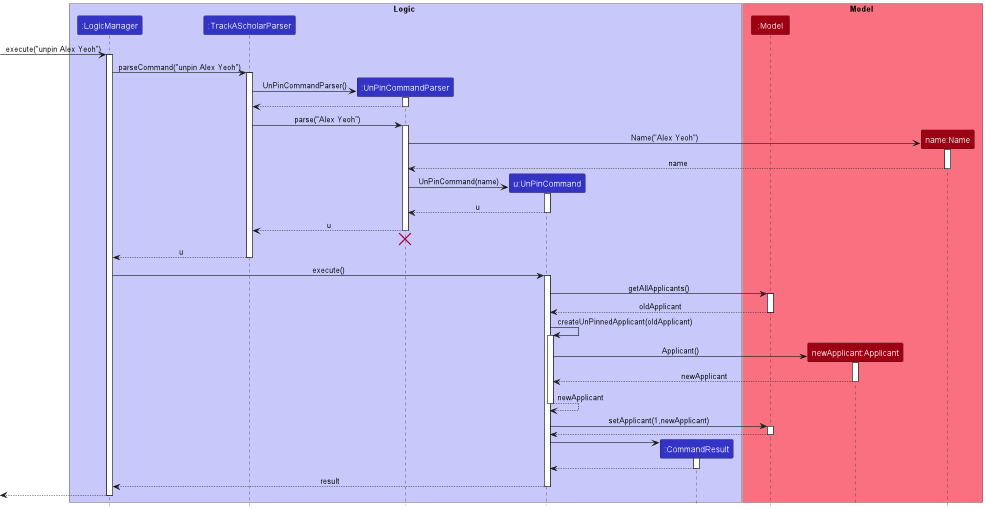 Logic
Model
:LogicManager
:TrackAScholarParser
:Model
execute("unpin Alex Yeoh")
parseCommand("unpin Alex Yeoh")
UnPinCommandParser()
:UnPinCommandParser
parse("Alex Yeoh")
Name("Alex Yeoh")
name:Name
name
UnPinCommand(name)
u:UnPinCommand
u
u
u
execute()
getAllApplicants()
oldApplicant
createUnPinnedApplicant(oldApplicant)
Applicant()
newApplicant:Applicant
newApplicant
newApplicant
setApplicant(1,newApplicant)
:CommandResult
result